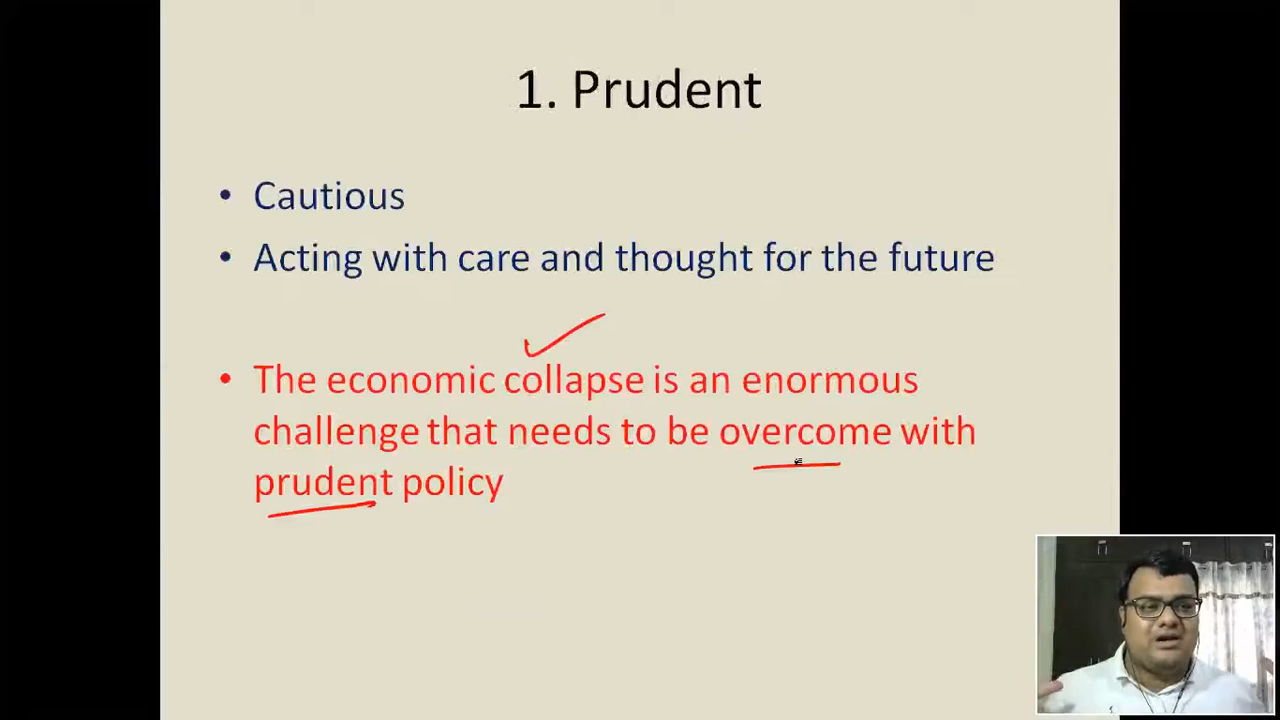 1. Prudent
• Cautious
• Acting with care and thought for the future
• The economic collapse is an enormous
challenge that needs to be overcome with
prudent policy